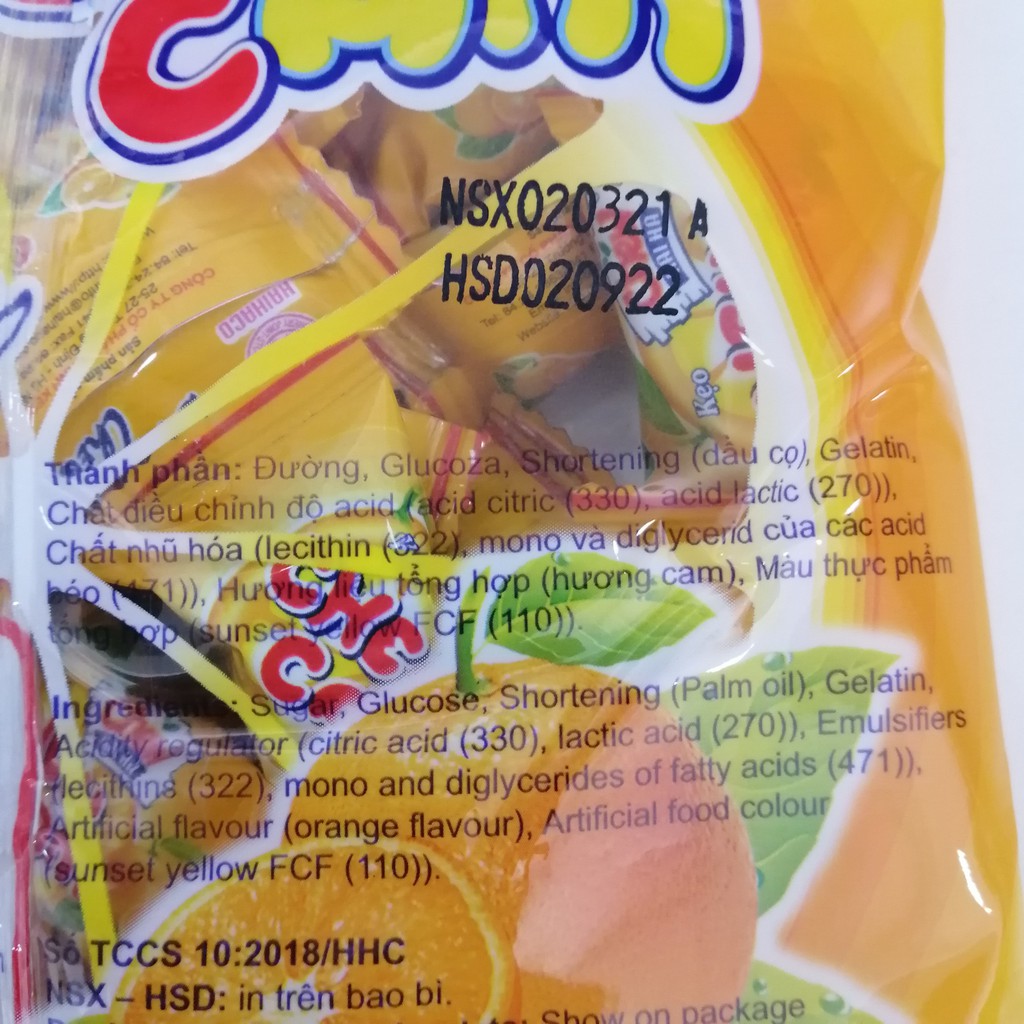 NSX020321 A
HSD020922
HAIHACO
Kẹo
Thành phần: Đường, Glucoza, Shortening (dầu cọ), Gelatin,
Chất điều chỉnh độ acid (acid citric (330), acid lactic (270)),
Chất nhũ hóa (lecithin (322), mono và diglycerid của các acid
béo (471)), Hương liệu tổng hợp (hương cam), Màu thực phẩm
tổng hợp (sunset yellow FCF (110)).
Ingredients: Sugar, Glucose, Shortening (Palm oil), Gelatin,
(Acidity regulator (citric acid (330), lactic acid (270)), Emulsifiers
(lecithins (322), mono and diglycerides of fatty acids (471)),
Artificial flavour (orange flavour), Artificial food colour
(sunset yellow FCF (110)).
Số TCCS 10:2018/HHC
NSX – HSD: in trên bao bì.
Show on package